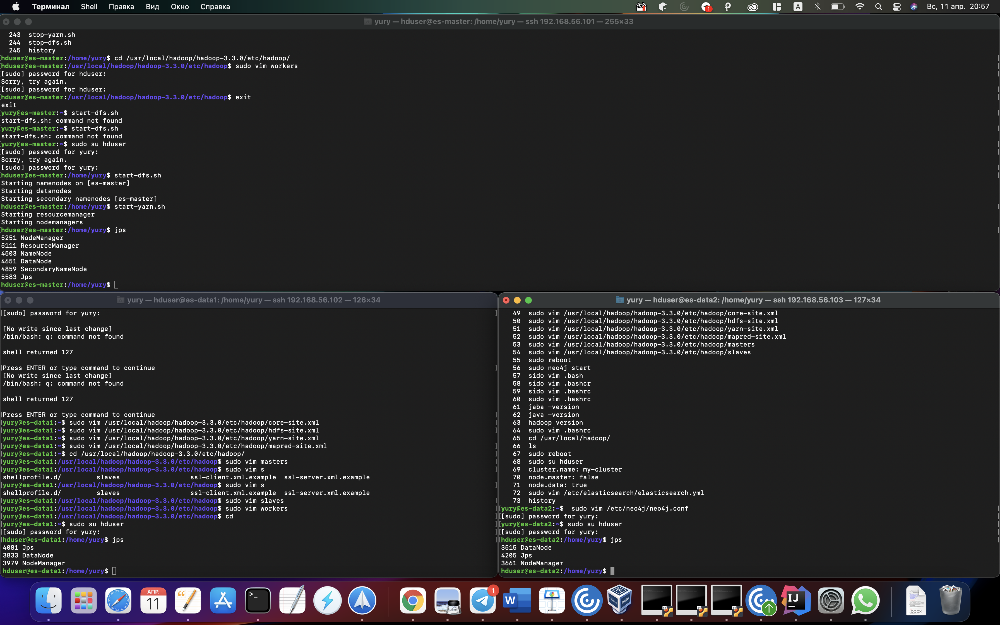 Терминал Shell Правка Вид Окно Справка 1 A Вс, 11 апр. 20:57
yury — hduser@es-master: /home/yury — ssh 192.168.56.101 — 255×33
243 stop-yarn.sh
244 stop-dfs.sh
245 history
[hduser@es-master:/home/yury$ cd /usr/local/hadoop/hadoop-3.3.0/etc/hadoop/ ]
[hduser@es-master:/usr/local/hadoop/hadoop-3.3.0/etc/hadoop$ sudo vim workers ]
[[sudo] password for hduser: ]
Sorry, try again.
[[sudo] password for hduser: ]
[hduser@es-master:/usr/local/hadoop/hadoop-3.3.0/etc/hadoop$ exit ]
exit
[yury@es-master:~$ start-dfs.sh ]
start-dfs.sh: command not found
[yury@es-master:~$ start-dfs.sh ]
start-dfs.sh: command not found
[yury@es-master:~$ sudo su hduser ]
[[sudo] password for yury: ]
Sorry, try again.
[[sudo] password for yury: ]
[hduser@es-master:/home/yury$ start-dfs.sh ]
Starting namenodes on [es-master]
Starting datanodes
Starting secondary namenodes [es-master]
[hduser@es-master:/home/yury$ start-yarn.sh ]
Starting resourcemanager
Starting nodemanagers
[hduser@es-master:/home/yury$ jps ]
5251 NodeManager
5111 ResourceManager
4503 NameNode
4651 DataNode
4859 SecondaryNameNode
5583 Jps
hduser@es-master:/home/yury$
yury — hduser@es-data1: /home/yury — ssh 192.168.56.102 — 126×34
[[sudo] password for yury: ]
[No write since last change]
/bin/bash: q: command not found
shell returned 127
[Press ENTER or type command to continue ]
[No write since last change]
/bin/bash: q: command not found
shell returned 127
[Press ENTER or type command to continue ]
[yury@es-data1:~$ sudo vim /usr/local/hadoop/hadoop-3.3.0/etc/hadoop/core-site.xml ]
[yury@es-data1:~$ sudo vim /usr/local/hadoop/hadoop-3.3.0/etc/hadoop/hdfs-site.xml ]
yury@es-data1:~$ sudo vim /usr/local/hadoop/hadoop-3.3.0/etc/hadoop/yarn-site.xml
[yury@es-data1:~$ sudo vim /usr/local/hadoop/hadoop-3.3.0/etc/hadoop/mapred-site.xml ]
[yury@es-data1:~$ cd /usr/local/hadoop/hadoop-3.3.0/etc/hadoop/ ]
[yury@es-data1:/usr/local/hadoop/hadoop-3.3.0/etc/hadoop$ sudo vim masters ]
[yury@es-data1:/usr/local/hadoop/hadoop-3.3.0/etc/hadoop$ sudo vim s ]
shellprofile.d/ slaves ssl-client.xml.example ssl-server.xml.example
[yury@es-data1:/usr/local/hadoop/hadoop-3.3.0/etc/hadoop$ sudo vim s ]
shellprofile.d/ slaves ssl-client.xml.example ssl-server.xml.example
[yury@es-data1:/usr/local/hadoop/hadoop-3.3.0/etc/hadoop$ sudo vim slaves ]
[yury@es-data1:/usr/local/hadoop/hadoop-3.3.0/etc/hadoop$ sudo vim workers ]
[yury@es-data1:/usr/local/hadoop/hadoop-3.3.0/etc/hadoop$ cd ]
[yury@es-data1:~$ sudo su hduser ]
[[sudo] password for yury: ]
[hduser@es-data1:/home/yury$ jps ]
4081 Jps
3833 DataNode
3979 NodeManager
hduser@es-data1:/home/yury$
yury — hduser@es-data2: /home/yury — ssh 192.168.56.103 — 127×34
49 sudo vim /usr/local/hadoop/hadoop-3.3.0/etc/hadoop/core-site.xml
50 sudo vim /usr/local/hadoop/hadoop-3.3.0/etc/hadoop/hdfs-site.xml
51 sudo vim /usr/local/hadoop/hadoop-3.3.0/etc/hadoop/yarn-site.xml
52 sudo vim /usr/local/hadoop/hadoop-3.3.0/etc/hadoop/mapred-site.xml
53 sudo vim /usr/local/hadoop/hadoop-3.3.0/etc/hadoop/masters
54 sudo vim /usr/local/hadoop/hadoop-3.3.0/etc/hadoop/slaves
55 sudo reboot
56 sudo neo4j start
57 sido vim .bash
58 sido vim .bashcr
59 sido vim .bashrc
60 sudo vim .bashrc
61 jaba -version
62 java -version
63 hadoop version
64 sudo vim .bashrc
65 cd /usr/local/hadoop/
66 ls
67 sudo reboot
68 sudo su hduser
69 cluster.name: my-cluster
70 node.master: false
71 node.data: true
72 sudo vim /etc/elasticsearch/elasticsearch.yml
73 history
[yury@es-data2:~$ sudo vim /etc/neo4j/neo4j.conf ]
[[sudo] password for yury: ]
[yury@es-data2:~$ sudo su hduser ]
[[sudo] password for yury: ]
[hduser@es-data2:/home/yury$ jps ]
3515 DataNode
4205 Jps
3661 NodeManager
hduser@es-data2:/home/yury$
АПР.
11
>_
1
W
IJ
DOCX